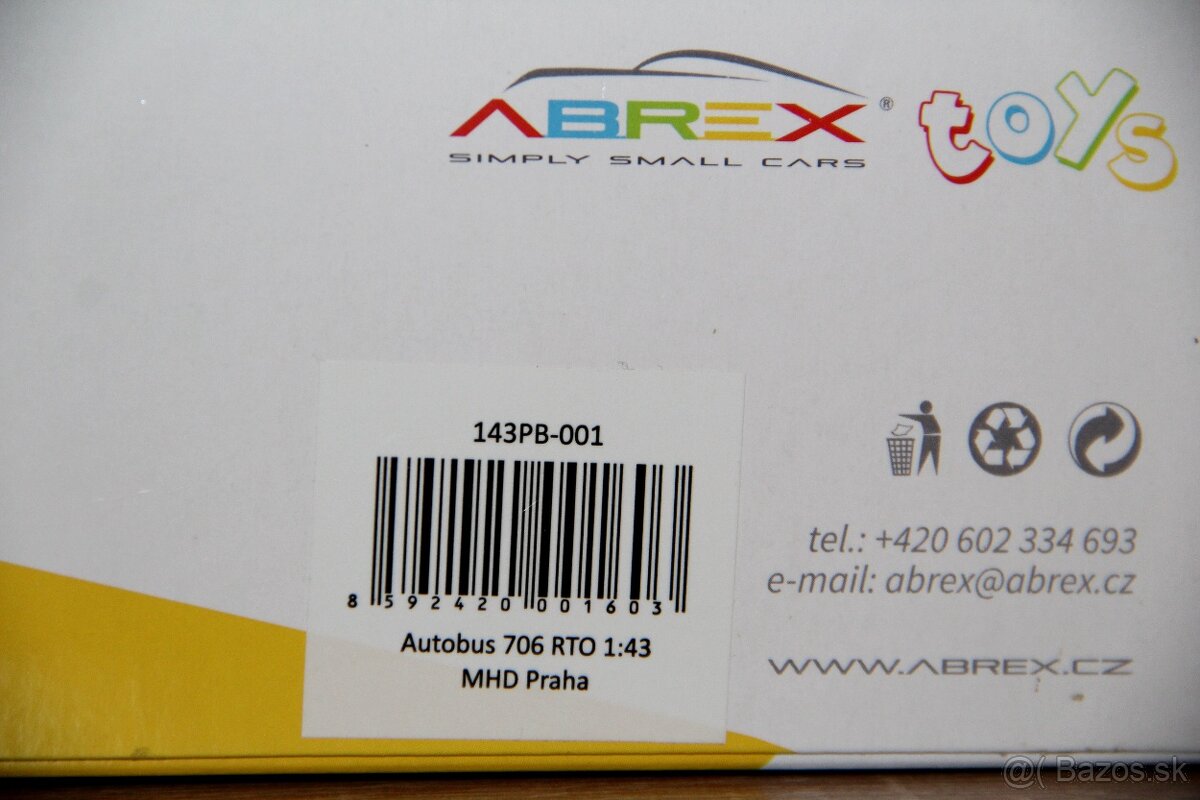 ABREX® toys
SIMPLY SMALL CARS
143PB-001
8 592420 001603
Autobus 706 RTO 1:43
MHD Praha
tel.: +420 602 334 693
e-mail: abrex@abrex.cz
WWW.ABREX.CZ
@( Bazos.sk